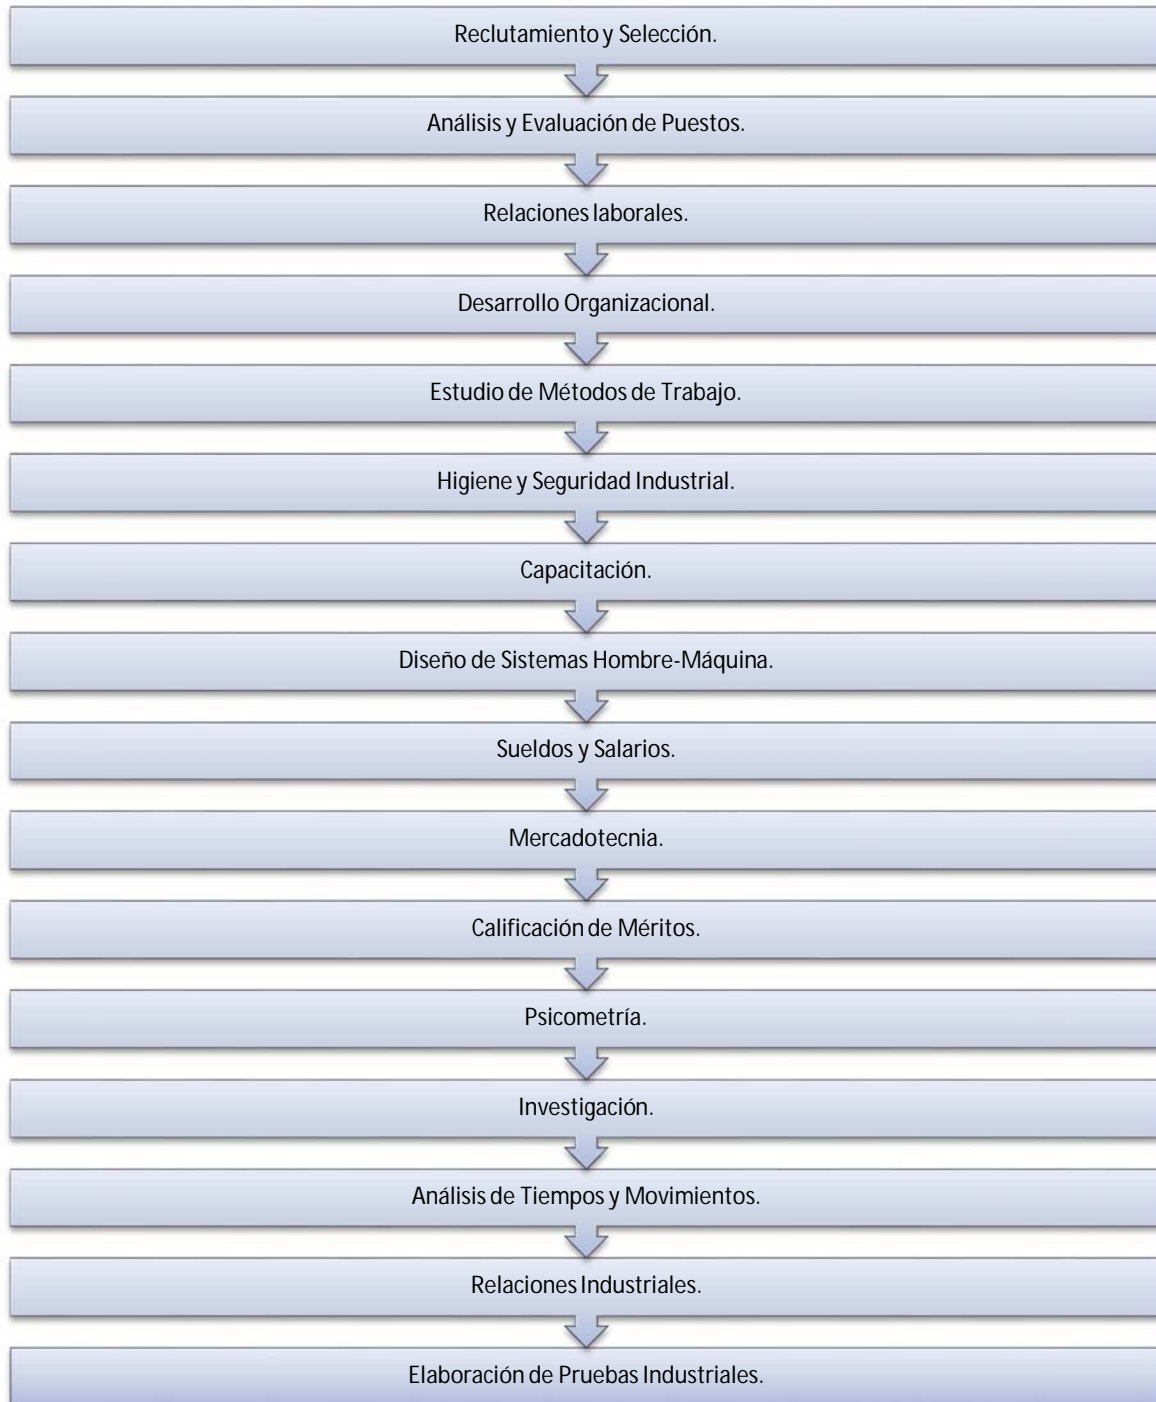 Reclutamiento y Selección.
Análisis y Evaluación de Puestos.
Relaciones laborales.
Desarrollo Organizacional.
Estudio de Métodos de Trabajo.
Higiene y Seguridad Industrial.
Capacitación.
Diseño de Sistemas Hombre-Máquina.
Sueldos y Salarios.
Mercadotecnia.
Calificación de Méritos.
Psicometría.
Investigación.
Análisis de Tiempos y Movimientos.
Relaciones Industriales.
Elaboración de Pruebas Industriales.